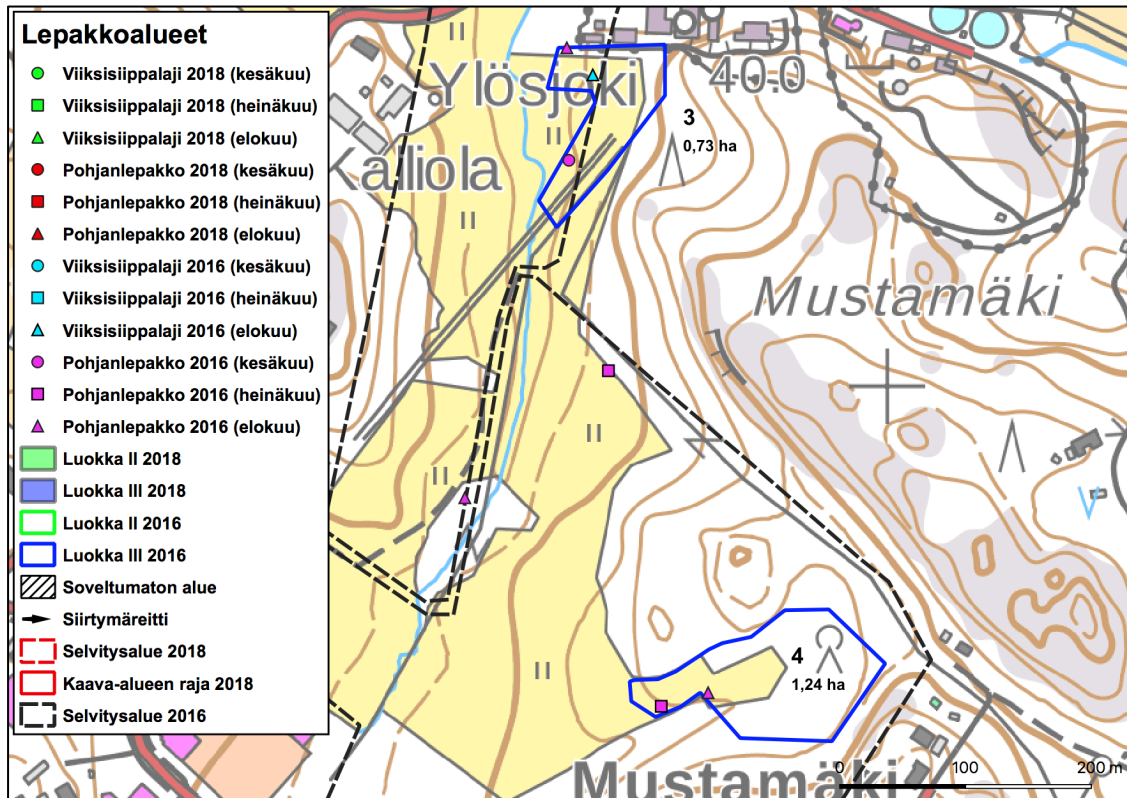 Lepakkoalueet
Viiksisiippalaji 2018 (kesäkuu)
Viiksisiippalaji 2018 (heinäkuu)
Viiksisiippalaji 2018 (elokuu)
Pohjanlepakko 2018 (kesäkuu)
Pohjanlepakko 2018 (heinäkuu)
Pohjanlepakko 2018 (elokuu)
Viiksisiippalaji 2016 (kesäkuu)
Viiksisiippalaji 2016 (heinäkuu)
Viiksisiippalaji 2016 (elokuu)
Pohjanlepakko 2016 (kesäkuu)
Pohjanlepakko 2016 (heinäkuu)
Pohjanlepakko 2016 (elokuu)
Luokka II 2018
Luokka III 2018
Luokka II 2016
Luokka III 2016
Soveltumaton alue
Siirtymäreitti
Selvitysalue 2018
Kaava-alueen raja 2018
Selvitysalue 2016
Ylösjoki
40.0
3
0,73 ha
Kalliola
Mustamäki
4
1,24 ha
Mustamäki
0 100 200 m